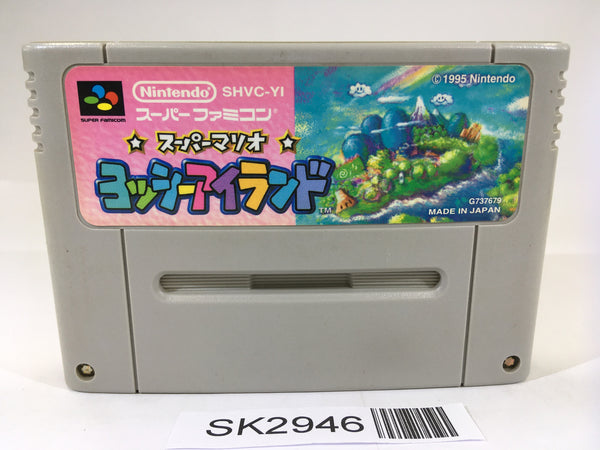 SUPER FAMICOM
Nintendo SHVC-YI
スーパーファミコン
© 1995 Nintendo
☆ スーパーマリオ ☆
ヨッシーアイランド
TM
G737679
MADE IN JAPAN
SK2946